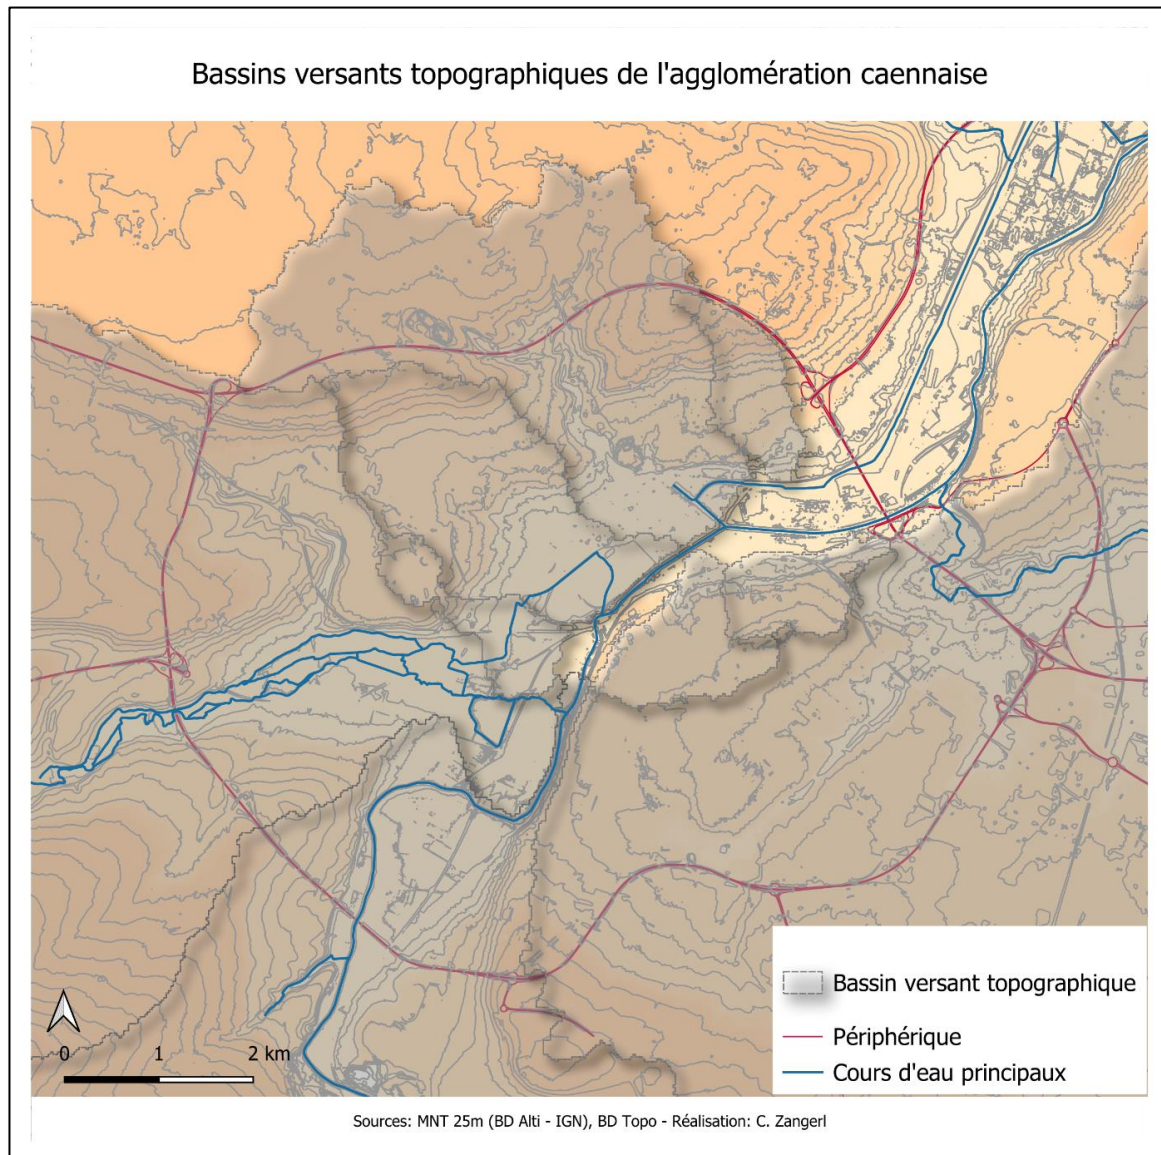 Bassins versants topographiques de l'agglomération caennaise
Bassin versant topographique
Périphérique
Cours d'eau principaux
0 1 2 km
Sources: MNT 25m (BD Alti - IGN), BD Topo - Réalisation: C. Zangerl